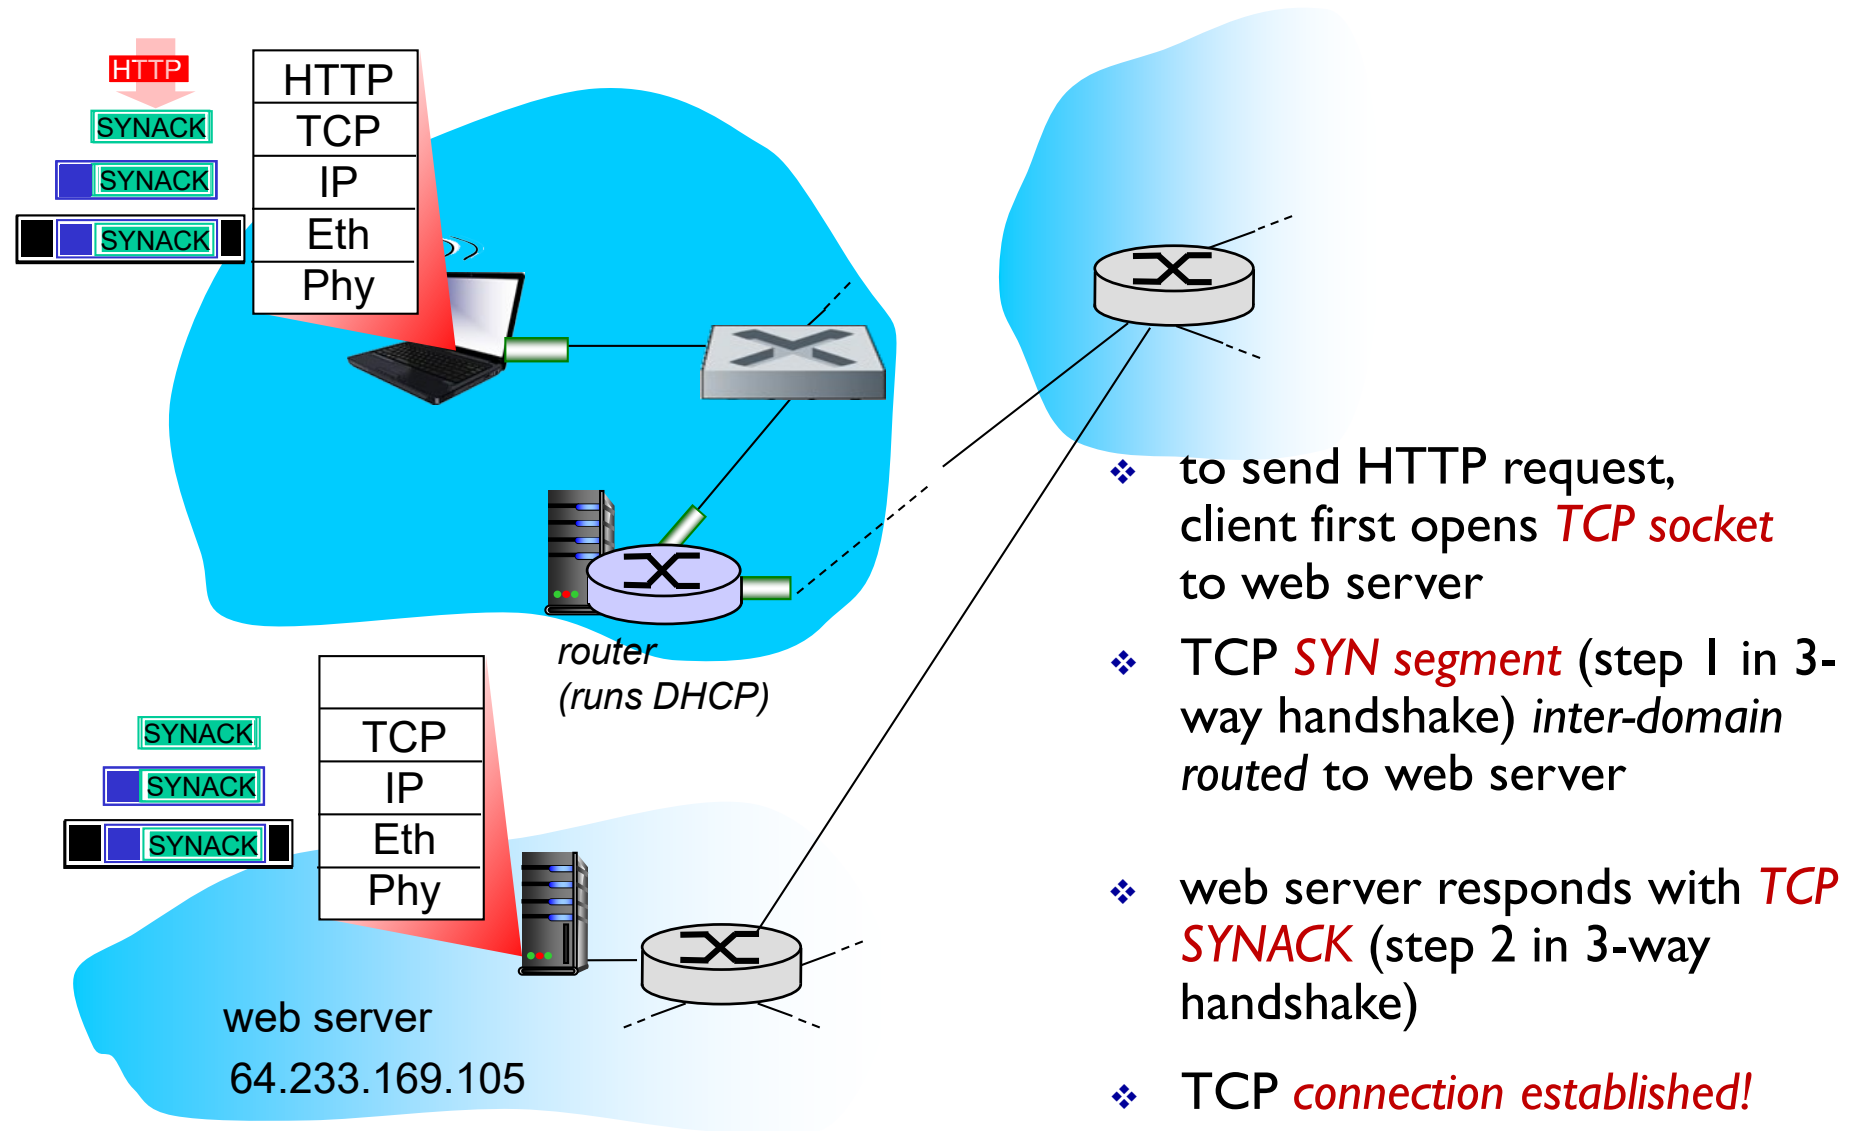 HTTP
SYNACK
SYNACK
SYNACK
HTTP
TCP
IP
Eth
Phy
router
(runs DHCP)
SYNACK
SYNACK
SYNACK
TCP
IP
Eth
Phy
web server
64.233.169.105
to send HTTP request,
client first opens TCP socket
to web server
TCP SYN segment (step 1 in 3-
way handshake) inter-domain
routed to web server
web server responds with TCP
SYNACK (step 2 in 3-way
handshake)
TCP connection established!